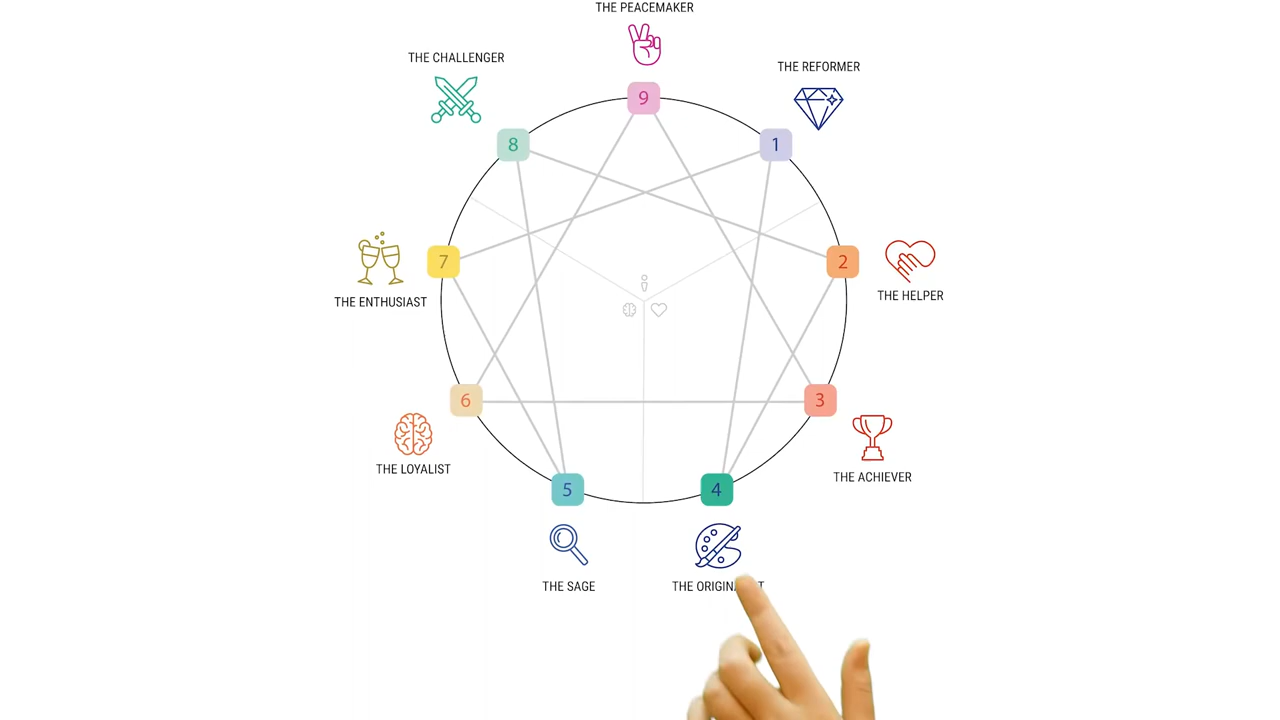 THE PEACEMAKER
THE CHALLENGER
THE REFORMER
9
8
1
7
2
THE ENTHUSIAST
THE HELPER
6
3
THE LOYALIST
THE ACHIEVER
5
4
THE SAGE
THE